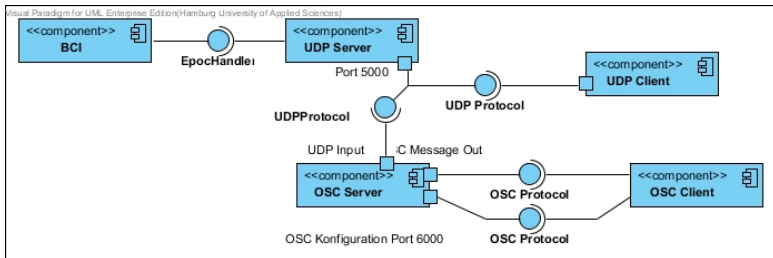 Visual Paradigm for UML Enterprise Edition(Hamburg University of Applied Sciences)
<<component>>
BCI
EpocHandler
<<component>>
UDP Server
Port 5000
<<component>>
UDP Client
UDP Protocol
UDPProtocol
UDP Input
C Message Out
<<component>>
OSC Server
OSC Protocol
<<component>>
OSC Client
OSC Konfiguration Port 6000
OSC Protocol